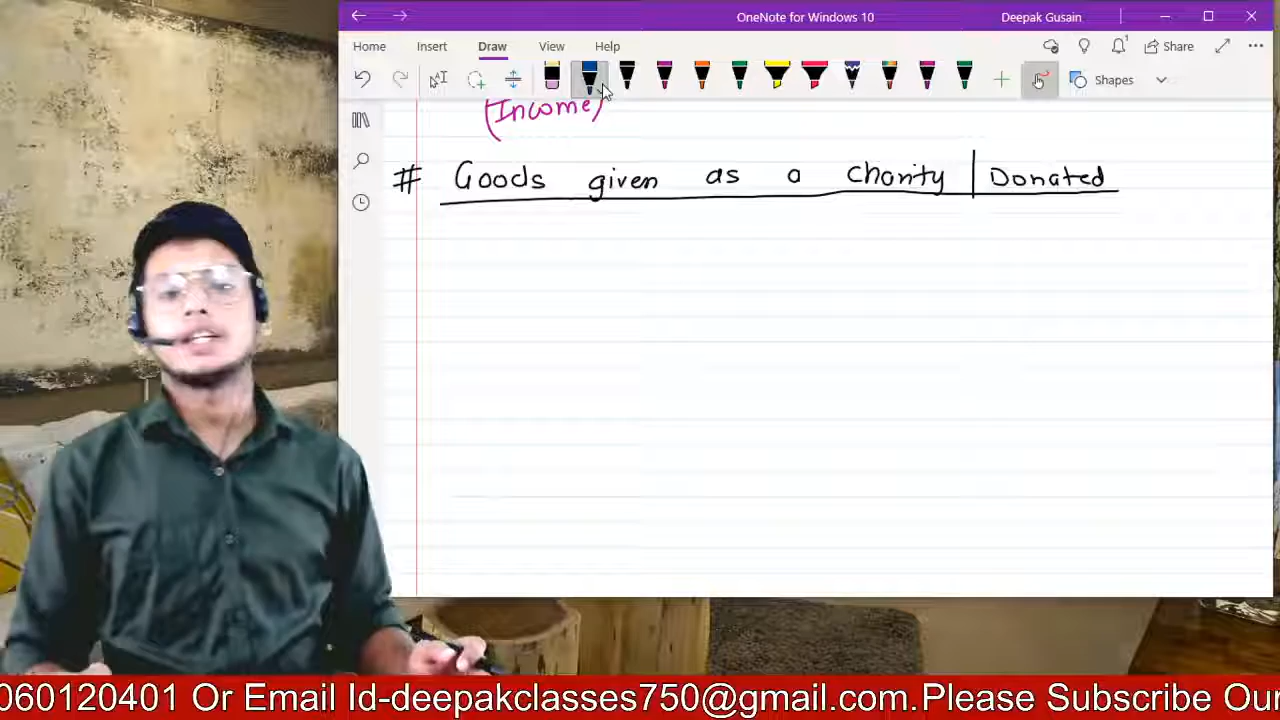 OneNote for Windows 10 Deepak Gusain
Home Insert Draw View Help Share
Shapes
(Income)
# Goods given as a charity | Donated
060120401 Or Email Id-deepakclasses750@gmail.com.Please Subscribe Our